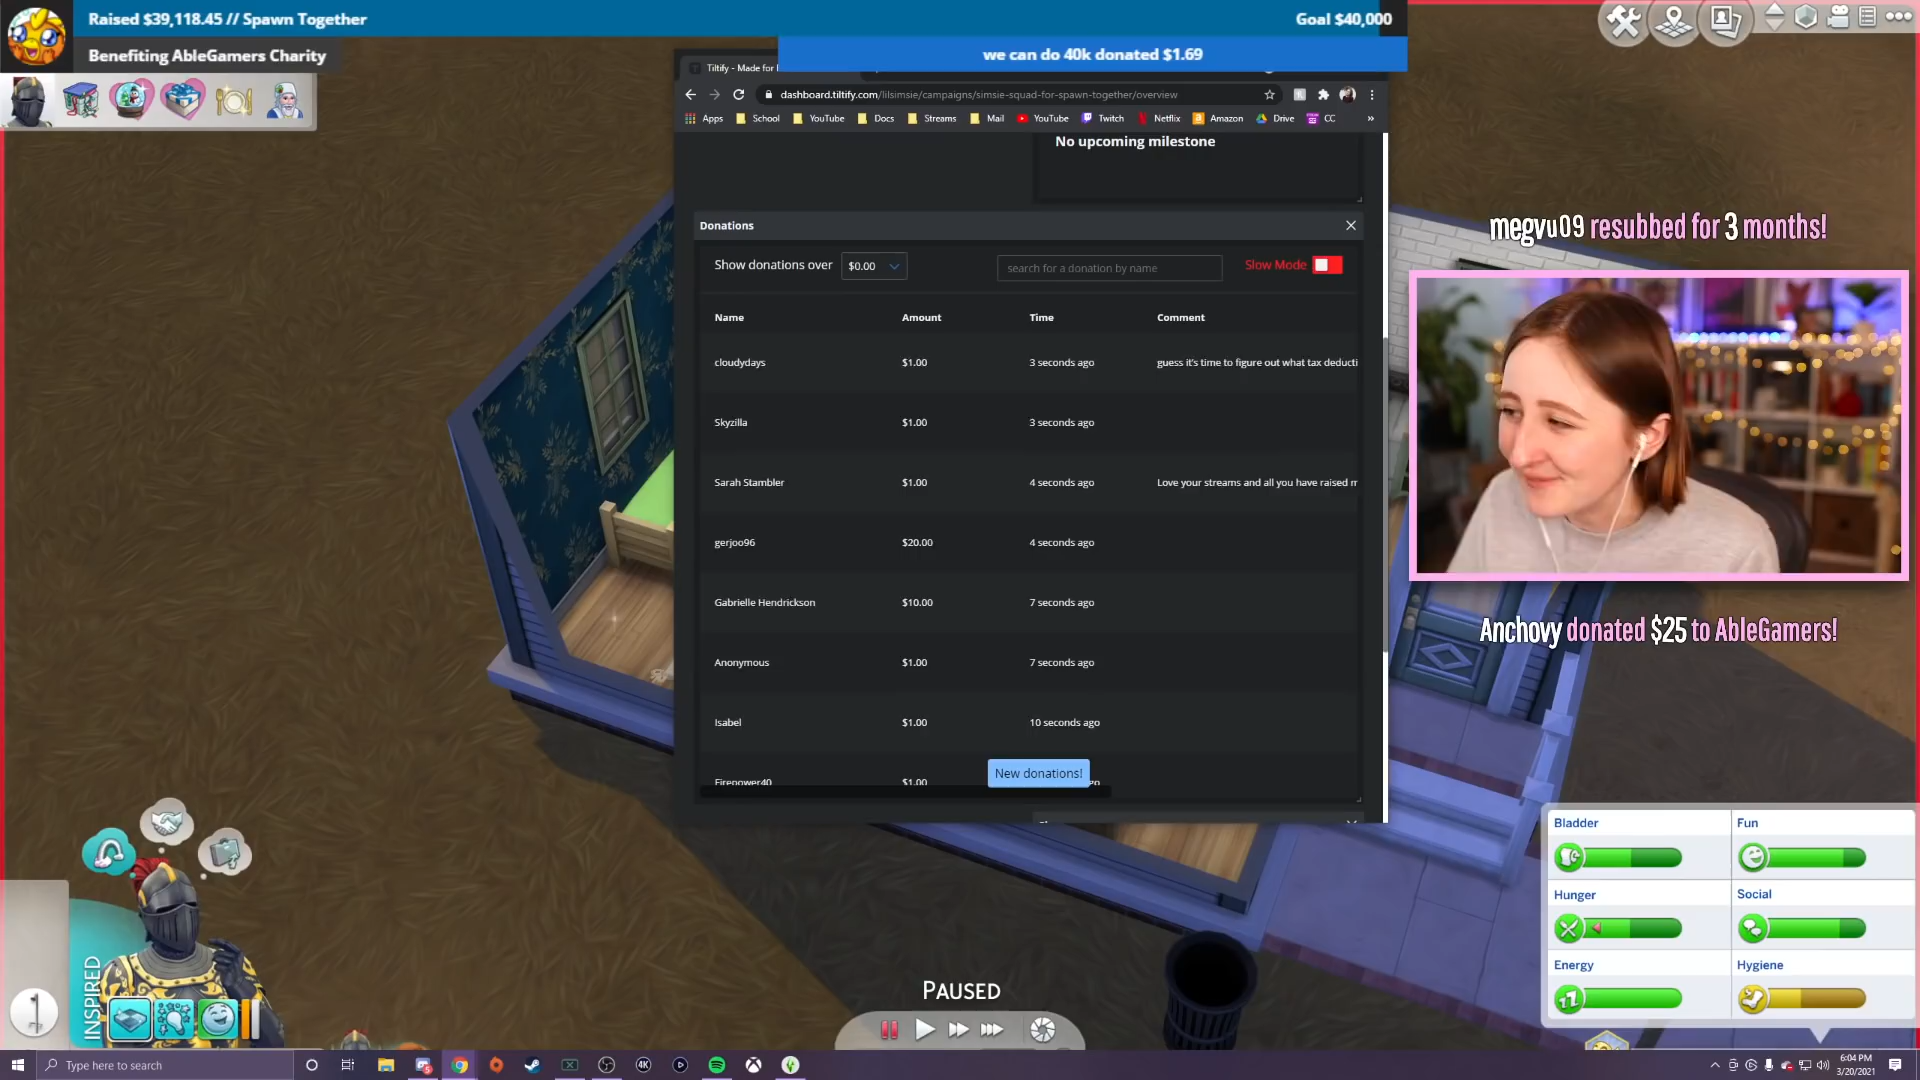 Raised $39,118.45 // Spawn Together
Goal $40,000
Benefiting AbleGamers Charity
we can do 40k donated $1.69
Tiltify - Made for
dashboard.tiltify.com/lilsimsie/campaigns/simsie-squad-for-spawn-together/overview
Apps School YouTube Docs Streams Mail YouTube Twitch Netflix Amazon Drive CC »
No upcoming milestone
Donations
Show donations over $0.00 search for a donation by name Slow Mode
Name Amount Time Comment
cloudydays $1.00 3 seconds ago guess it's time to figure out what tax deducti
Skyzilla $1.00 3 seconds ago
Sarah Stambler $1.00 4 seconds ago Love your streams and all you have raised
gerjoo96 $20.00 4 seconds ago
Gabrielle Hendrickson $10.00 7 seconds ago
Anonymous $1.00 7 seconds ago
Isabel $1.00 10 seconds ago
New donations!
Firepower40 $1.00
megvu09 resubbed for 3 months!
Anchovy donated $25 to AbleGamers!
Bladder Fun
Hunger Social
Energy Hygiene
INSPIRED
PAUSED
Type here to search
4K
6:04 PM
3/20/2021